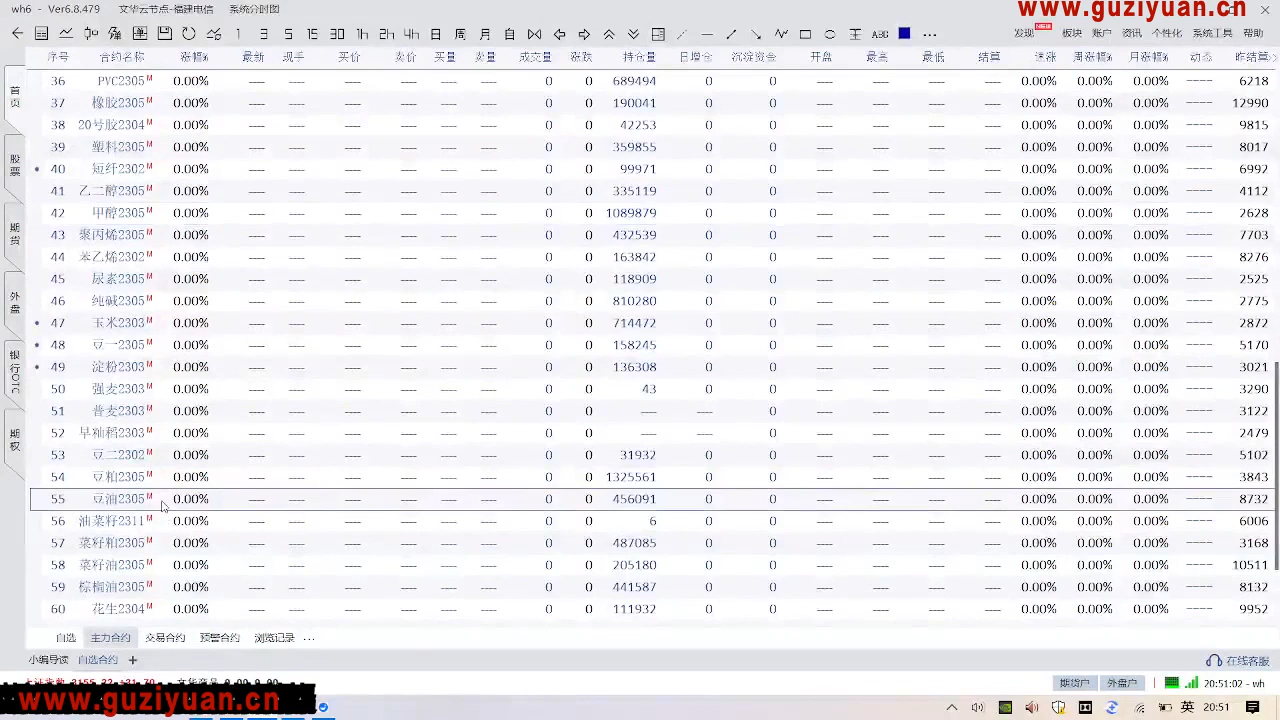 wh6 - Ver6.8.479 文华云节点-福建电信 系统分时图
www.guziyuan.cn
发现 板块 账户 资讯 个性化 系统工具 帮助
序号 合约名称 涨幅% 最新 现手 买价 卖价 买量 卖量 成交量 涨跌 持仓量 日增仓 沉淀资金 开盘 最高 最低 结算 速涨 周涨幅% 月涨幅% 动态 昨结算
36 PVC2305 M 0.00% —— —— —— —— —— —— 0 0 689494 0 0 —— —— —— —— 0.00% 0.00% 0.00% ---- 6218
37 橡胶2305 M 0.00% —— —— —— —— —— —— 0 0 190041 0 0 —— —— —— —— 0.00% 0.00% 0.00% ---- 12990
38 20号胶2304 M 0.00% —— —— —— —— —— —— 0 0 42253 0 0 —— —— —— —— 0.00% 0.00% 0.00% ---- 9815
39 塑料2305 M 0.00% —— —— —— —— —— —— 0 0 359855 0 0 —— —— —— —— 0.00% 0.00% 0.00% ---- 8017
40 短纤2302 M 0.00% —— —— —— —— —— —— 0 0 99971 0 0 —— —— —— —— 0.00% 0.00% 0.00% ---- 6992
41 乙二醇2305 M 0.00% —— —— —— —— —— —— 0 0 335119 0 0 —— —— —— —— 0.00% 0.00% 0.00% ---- 4112
42 甲醇2305 M 0.00% —— —— —— —— —— —— 0 0 1089879 0 0 —— —— —— —— 0.00% 0.00% 0.00% ---- 2628
43 聚丙烯2305 M 0.00% —— —— —— —— —— —— 0 0 432539 0 0 —— —— —— —— 0.00% 0.00% 0.00% ---- 7703
44 苯乙烯2302 M 0.00% —— —— —— —— —— —— 0 0 163842 0 0 —— —— —— —— 0.00% 0.00% 0.00% ---- 8276
45 尿素2305 M 0.00% —— —— —— —— —— —— 0 0 118909 0 0 —— —— —— —— 0.00% 0.00% 0.00% ---- 2525
46 纯碱2305 M 0.00% —— —— —— —— —— —— 0 0 810280 0 0 —— —— —— —— 0.00% 0.00% 0.00% ---- 2775
47 玉米2303 M 0.00% —— —— —— —— —— —— 0 0 714472 0 0 —— —— —— —— 0.00% 0.00% 0.00% ---- 2872
48 豆一2305 M 0.00% —— —— —— —— —— —— 0 0 158245 0 0 —— —— —— —— 0.00% 0.00% 0.00% ---- 5170
49 淀粉2303 M 0.00% —— —— —— —— —— —— 0 0 136308 0 0 —— —— —— —— 0.00% 0.00% 0.00% ---- 3021
50 强麦2303 M 0.00% —— —— —— —— —— —— 0 0 43 0 0 —— —— —— —— 0.00% 0.00% 0.00% ---- 3290
51 普麦2303 M 0.00% —— —— —— —— —— —— 0 0 —— —— 0 —— —— —— —— 0.00% 0.00% 0.00% ---- 3122
52 早籼稻2303 M 0.00% —— —— —— —— —— —— 0 0 —— —— 0 —— —— —— —— 0.00% 0.00% 0.00% ---- 2479
53 豆二2302 M 0.00% —— —— —— —— —— —— 0 0 31932 0 0 —— —— —— —— 0.00% 0.00% 0.00% ---- 5102
54 豆粕2305 M 0.00% —— —— —— —— —— —— 0 0 1325561 0 0 —— —— —— —— 0.00% 0.00% 0.00% ---- 3843
55 豆油2305 M 0.00% —— —— —— —— —— —— 0 0 456091 0 0 —— —— —— —— 0.00% 0.00% 0.00% ---- 8732
56 油菜籽2311 M 0.00% —— —— —— —— —— —— 0 0 6 0 0 —— —— —— —— 0.00% 0.00% 0.00% ---- 6006
57 菜籽粕2305 M 0.00% —— —— —— —— —— —— 0 0 487085 0 0 —— —— —— —— 0.00% 0.00% 0.00% ---- 3168
58 菜籽油2305 M 0.00% —— —— —— —— —— —— 0 0 205180 0 0 —— —— —— —— 0.00% 0.00% 0.00% ---- 10511
59 棕榈油2305 M 0.00% —— —— —— —— —— —— 0 0 441587 0 0 —— —— —— —— 0.00% 0.00% 0.00% ---- 8132
60 花生2304 M 0.00% —— —— —— —— —— —— 0 0 111932 0 0 —— —— —— —— 0.00% 0.00% 0.00% ---- 9952
首页
股票
期货
外盘
期权
自选 主力合约 交易合约 预警合约 浏览记录 ...
小编导读 自选合约 +
在线客服
期货户 外盘户 20:51:02 - wh
www.guziyuan.cn
英 20:51